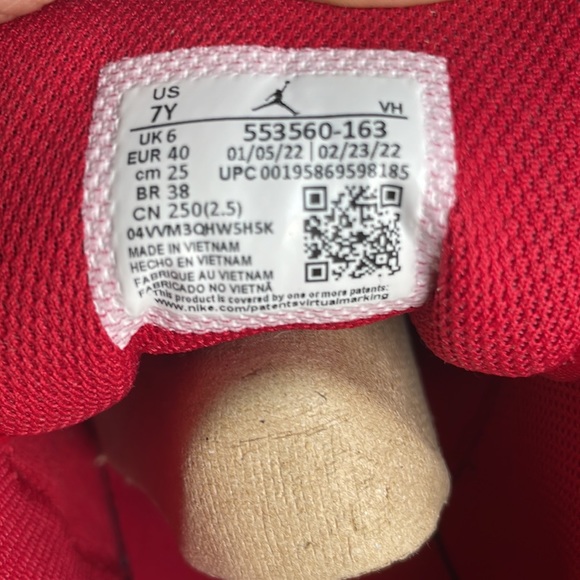 US
7Y
VH
UK 6
553560-163
EUR 40
01/05/22 | 02/23/22
cm 25
UPC 00195869598185
BR 38
CN 250(2.5)
04VVM3QHW5H5K
MADE IN VIETNAM
HECHO EN VIETNAM
FABRIQUE AU VIETNAM
FABRICADO NO VIETNÃ
This product is covered by one or more patents:
www.nike.com/patentsvirtualmarking